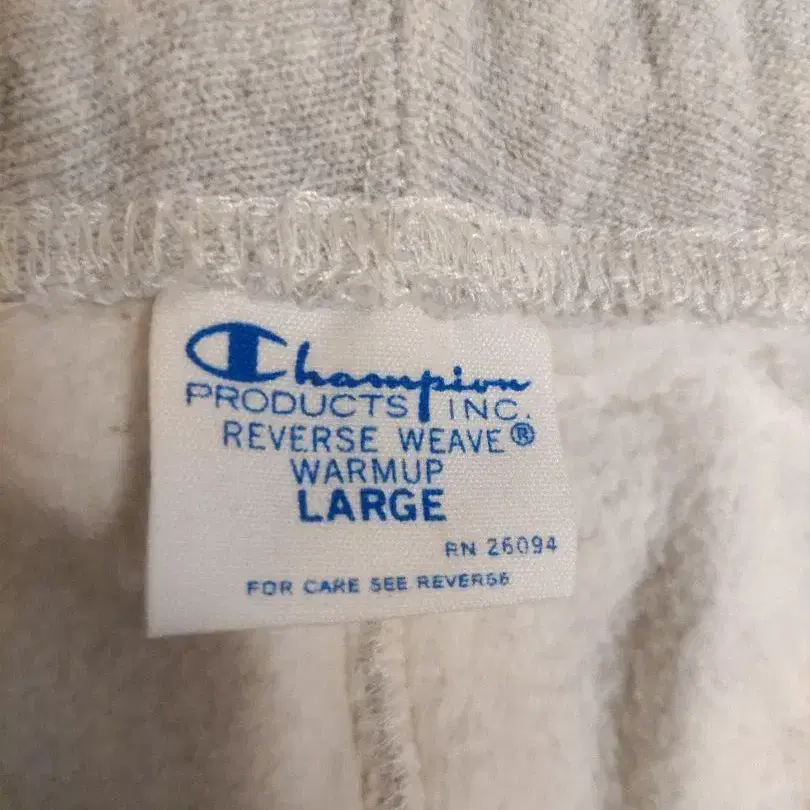 Champion
PRODUCTS INC.
REVERSE WEAVE®
WARMUP
LARGE
RN 26094
FOR CARE SEE REVERSE